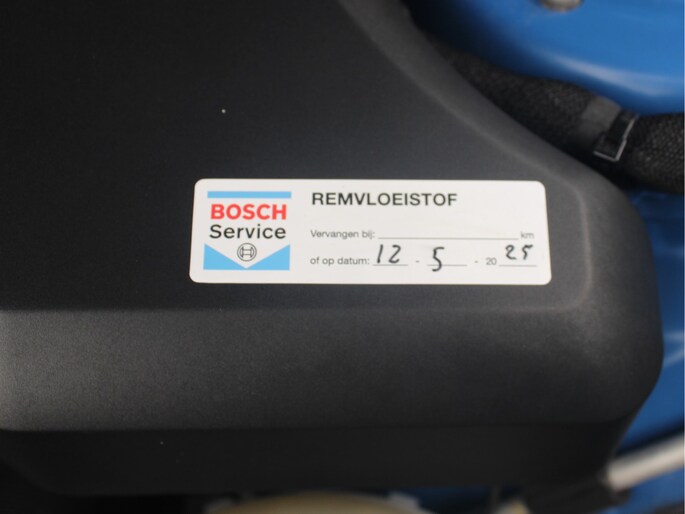 BOSCH
Service
REMVLOEISTOF
Vervangen bij: km
of op datum: 12 - 5 - 2025